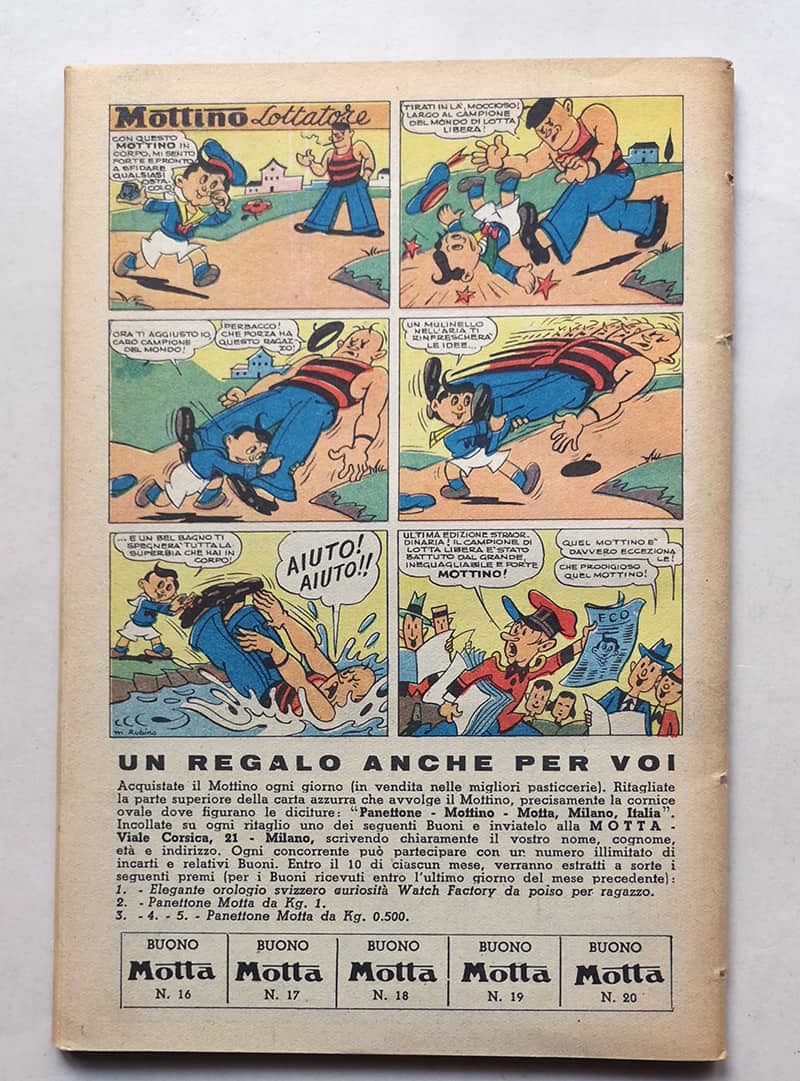 Mottino Lottatore
CON QUESTO
MOTTINO IN
CORPO, MI SENTO
FORTE E PRONTO
A SFIDARE
QUALSIASI
OSTA
COLO
TIRATI IN LÀ, MOCCIOSO!
LARGO AL CAMPIONE
DEL MONDO DI LOTTA
LIBERA!
ORA TI AGGIUSTO IO
CARO CAMPIONE
DEL MONDO!
PERBACCO!
CHE FORZA HA
QUESTO RAGAZ
ZO!
UN MULINELLO
NELL'ARIA TI
RINFRESCHERÀ
LE IDEE...
... E UN BEL BAGNO TI
SPEGNERÀ TUTTA LA
SUPERBIA CHE HAI IN
CORPO!
AIUTO!
AIUTO!!
ULTIMA EDIZIONE STRAOR
DINARIA! IL CAMPIONE DI
LOTTA LIBERA È STATO
BATTUTO DAL GRANDE,
INEGUAGLIABILE E FORTE
MOTTINO!
QUEL MOTTINO È
DAVVERO ECCEZIONA
LE!
CHE PRODIGIOSO
QUEL MOTTINO!
ECO
M. Rubino
UN REGALO ANCHE PER VOI
Acquistate il Mottino ogni giorno (in vendita nelle migliori pasticcerie). Ritagliate
la parte superiore della carta azzurra che avvolge il Mottino, precisamente la cornice
ovale dove figurano le diciture: "Panettone - Mottino - Motta, Milano, Italia".
Incollate su ogni ritaglio uno dei seguenti Buoni e inviatelo alla MOTTA -
Viale Corsica, 21 - Milano, scrivendo chiaramente il vostro nome, cognome,
età e indirizzo. Ogni concorrente può partecipare con un numero illimitato di
incarti e relativi Buoni. Entro il 10 di ciascun mese, verranno estratti a sorte i
seguenti premi (per i Buoni ricevuti entro l'ultimo giorno del mese precedente):
1. - Elegante orologio svizzero auriosità Watch Factory da poiso per ragazzo.
2. - Panettone Motta da Kg. 1.
3. - 4. - 5. - Panettone Motta da Kg. 0.500.
BUONO
Motta
N. 16
BUONO
Motta
N. 17
BUONO
Motta
N. 18
BUONO
Motta
N. 19
BUONO
Motta
N. 20